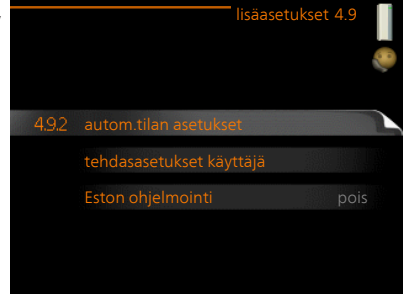 lisäasetukset 4.9
4.9.2 autom.tilan asetukset
tehdasasetukset käyttäjä
Eston ohjelmointi pois